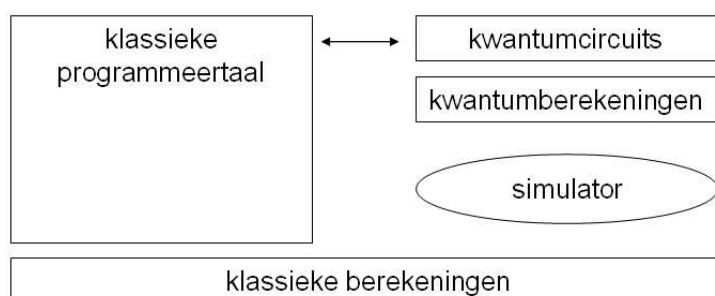 klassieke
programmeertaal
kwantumcircuits
kwantumberekeningen
simulator
klassieke berekeningen